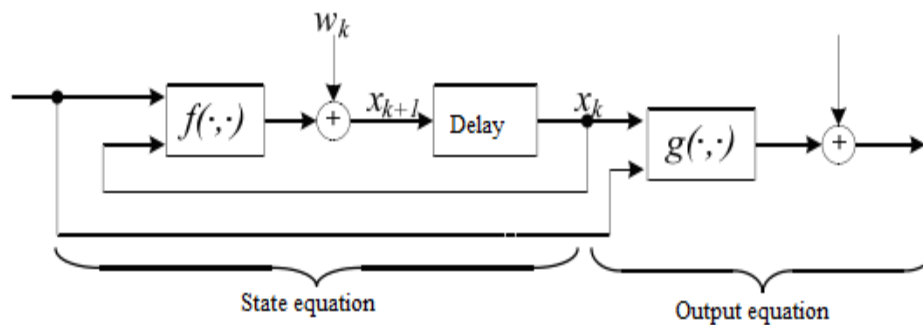 w_k
f(·,·)
+
x_{k+1}
Delay
x_k
g(·,·)
+
State equation
Output equation